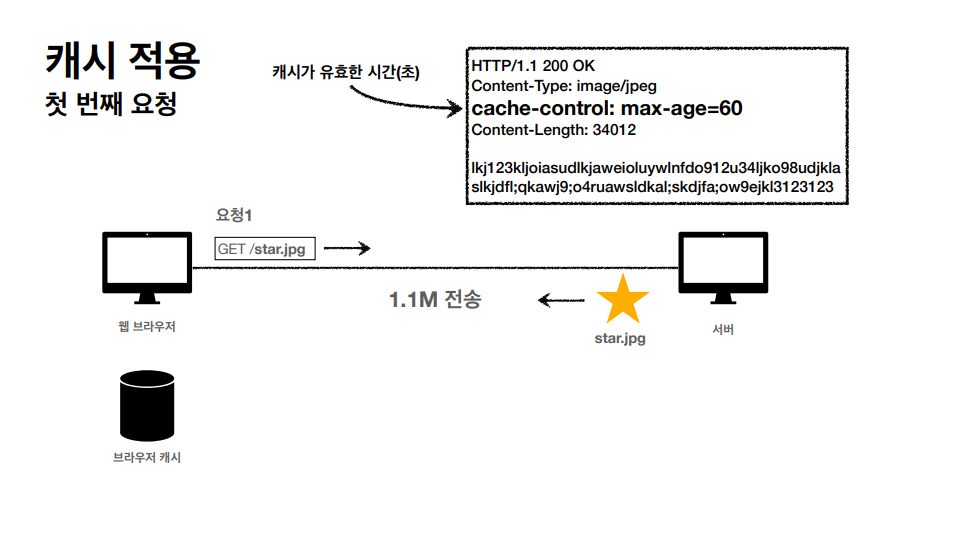 캐시 적용
첫 번째 요청
캐시가 유효한 시간(초)
HTTP/1.1 200 OK
Content-Type: image/jpeg
cache-control: max-age=60
Content-Length: 34012
lkj123kljoiasudlkjaweioluywlnfdo912u34ljko98udjkla
slkjdfl;qkawj9;o4ruawsldkal;skdjfa;ow9ejkl3123123
요청1
GET /star.jpg
1.1M 전송
star.jpg
웹 브라우저
서버
브라우저 캐시